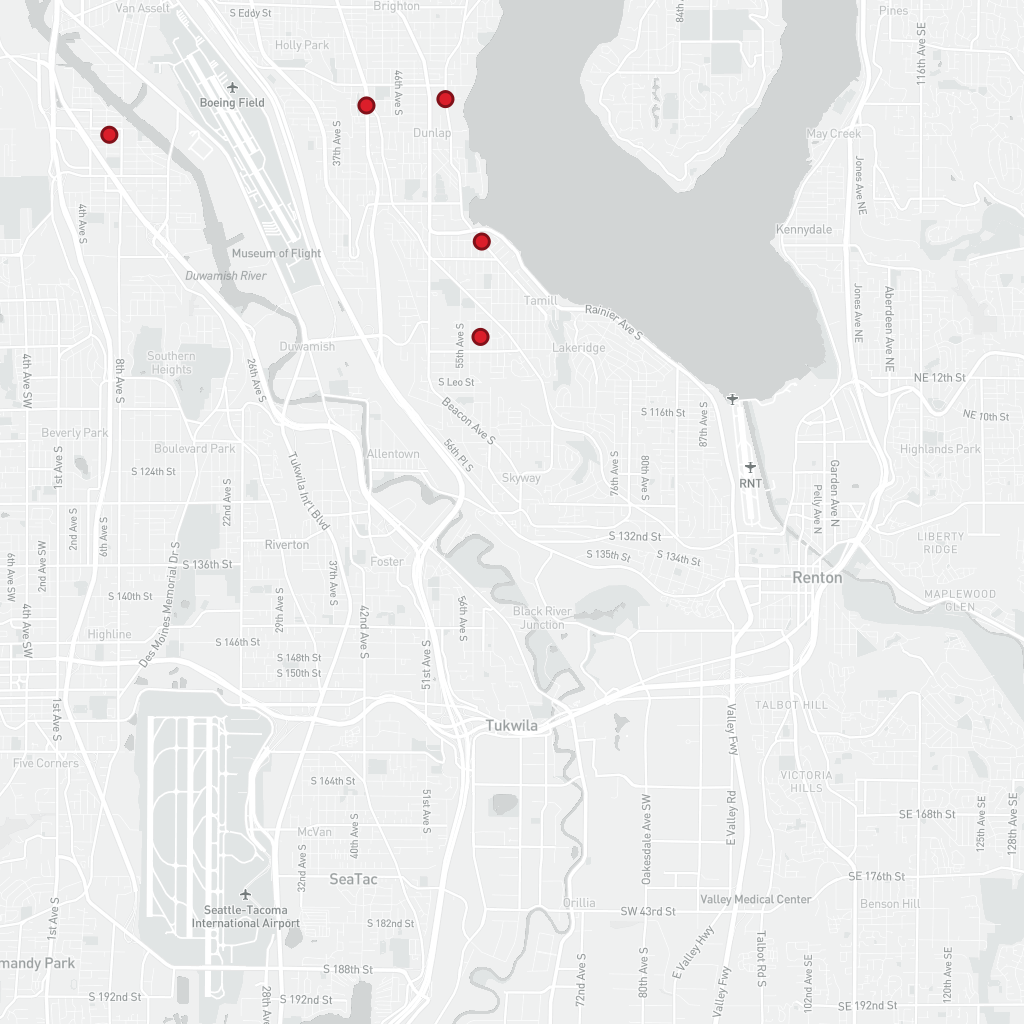 Van Asselt
S Eddy St
Brighton
84th A
Pines
Holly Park
116th Ave SE
46th Ave S
Boeing Field
37th Ave S
Dunlap
May Creek
Jones Ave NE
4th Ave S
Kennydale
Museum of Flight
Duwamish River
Tamill
Rainier Ave S
Jones Ave NE
Aberdeen Ave NE
Duwamish
55th Ave S
Lakeridge
Southern
Heights
4th Ave SW
8th Ave S
26th Ave S
S Leo St
NE 12th St
S 116th St
87th Ave S
NE 10th St
Beacon Ave S
Beverly Park
Boulevard Park
Allentown
56th Pl S
Highlands Park
1st Ave S
S 124th St
Skyway
76th Ave S
80th Ave S
RNT
Garden Ave N
Pelly Ave N
Tukwila Int'l Blvd
22nd Ave S
2nd Ave S
6th Ave S
S 132nd St
LIBERTY
RIDGE
Riverton
S 135th St
S 134th St
6th Ave SW
2nd Ave SW
S 136th St
Foster
37th Ave S
Renton
S 140th St
Des Moines Memorial Dr S
29th Ave S
56th Ave S
Black River
Junction
MAPLEWOOD
GLEN
4th Ave SW
Highline
42nd Ave S
S 146th St
S 148th St
S 150th St
51st Ave S
1st Ave S
Tukwila
Valley Fwy
TALBOT HILL
Five Corners
S 164th St
VICTORIA
HILLS
51st Ave S
Oakesdale Ave SW
E Valley Rd
SE 168th St
125th Ave SE
128th Ave SE
McVan
40th Ave S
32nd Ave S
SeaTac
SE 176th St
Seattle-Tacoma
International Airport
1st Ave S
S 182nd St
Orillia
SW 43rd St
Valley Medical Center
Benson Hill
mandy Park
S 188th St
72nd Ave S
80th Ave S
E Valley Hwy
Valley Fwy
Talbot Rd S
102nd Ave SE
120th Ave SE
S 192nd St
28th Ave
S 192nd St
SE 192nd St